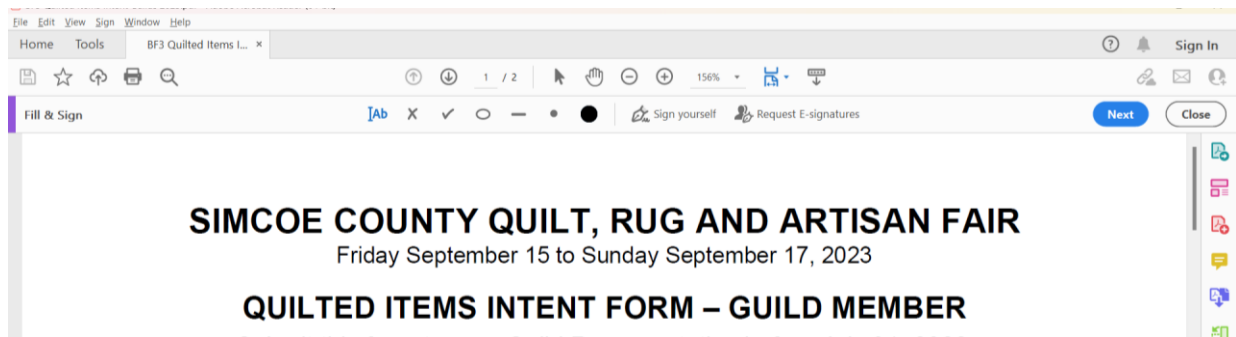 File Edit View Sign Window Help
Home Tools BF3 Quilted Items I... × Sign In
1 / 2 156%
Fill & Sign Ab Sign yourself Request E-signatures Next Close
SIMCOE COUNTY QUILT, RUG AND ARTISAN FAIR
Friday September 15 to Sunday September 17, 2023
QUILTED ITEMS INTENT FORM – GUILD MEMBER